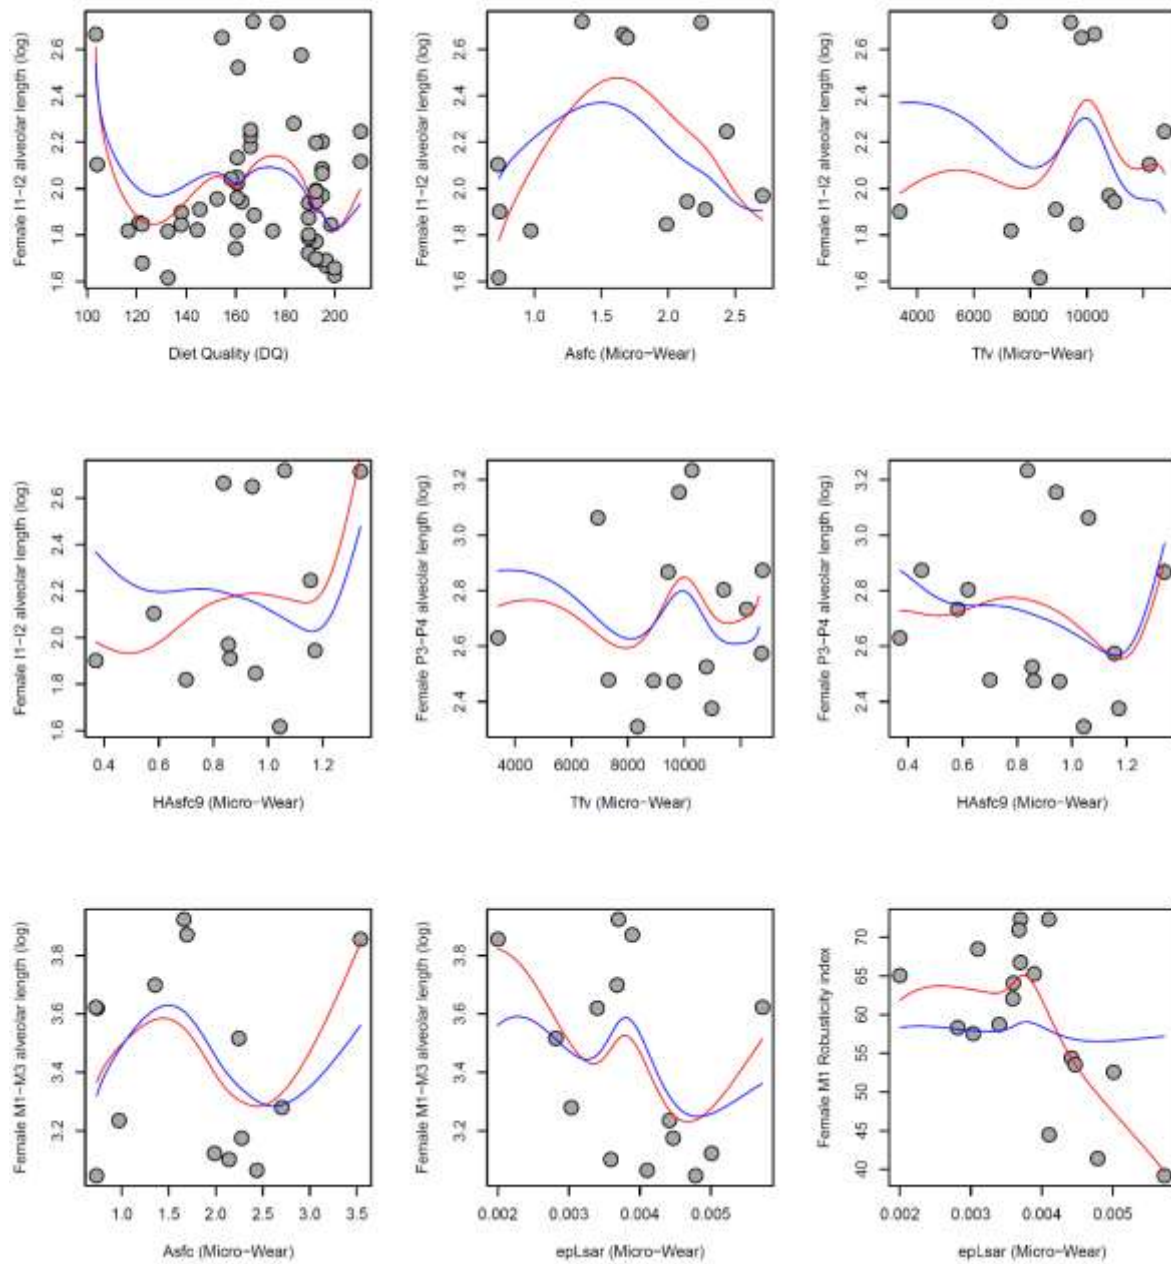 Female I1−I2 alveolar length (log)
1.6 1.8 2.0 2.2 2.4 2.6
100 120 140 160 180 200
Diet Quality (DQ)
Female I1−I2 alveolar length (log)
1.6 1.8 2.0 2.2 2.4 2.6
1.0 1.5 2.0 2.5
Asfc (Micro−Wear)
Female I1−I2 alveolar length (log)
1.6 1.8 2.0 2.2 2.4 2.6
4000 6000 8000 10000
Tfv (Micro−Wear)
Female I1−I2 alveolar length (log)
1.6 1.8 2.0 2.2 2.4 2.6
0.4 0.6 0.8 1.0 1.2
HAsfc9 (Micro−Wear)
Female P3−P4 alveolar length (log)
2.4 2.6 2.8 3.0 3.2
4000 6000 8000 10000
Tfv (Micro−Wear)
Female P3−P4 alveolar length (log)
2.4 2.6 2.8 3.0 3.2
0.4 0.6 0.8 1.0 1.2
HAsfc9 (Micro−Wear)
Female M1−M3 alveolar length (log)
3.2 3.4 3.6 3.8
1.0 1.5 2.0 2.5 3.0 3.5
Asfc (Micro−Wear)
Female M1−M3 alveolar length (log)
3.2 3.4 3.6 3.8
0.002 0.003 0.004 0.005
epLsar (Micro−Wear)
Female M1 Robusticity index
40 45 50 55 60 65 70
0.002 0.003 0.004 0.005
epLsar (Micro−Wear)